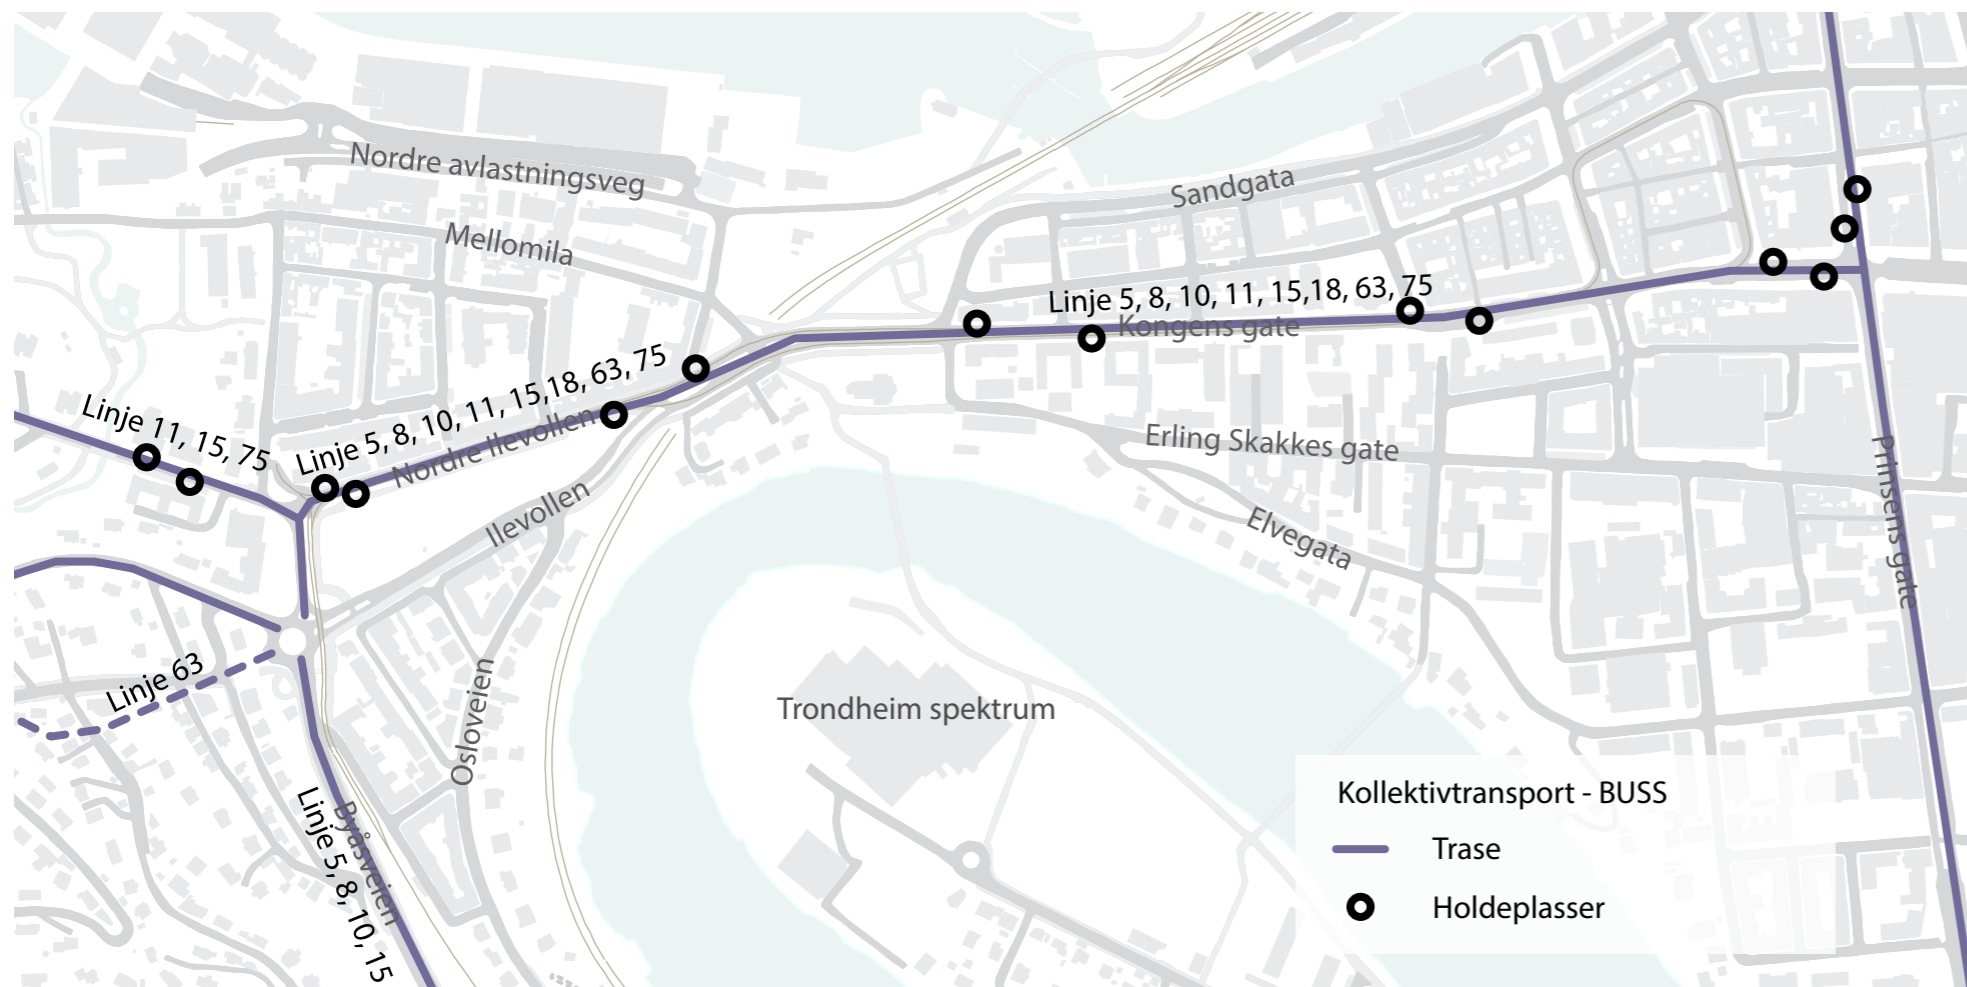 Nordre avlastningsveg
Sandgata
Mellomila
Linje 5, 8, 10, 11, 15,18, 63, 75
Kongens gate
Linje 5, 8, 10, 11, 15,18, 63, 75
Nordre Ilevollen
Linje 11, 15, 75
Erling Skakkes gate
Ilevollen
Elvegata
Prinsens gate
Linje 63
Osloveien
Trondheim spektrum
Byåsveien
Linje 5, 8, 10, 15
Kollektivtransport - BUSS
Trase
Holdeplasser